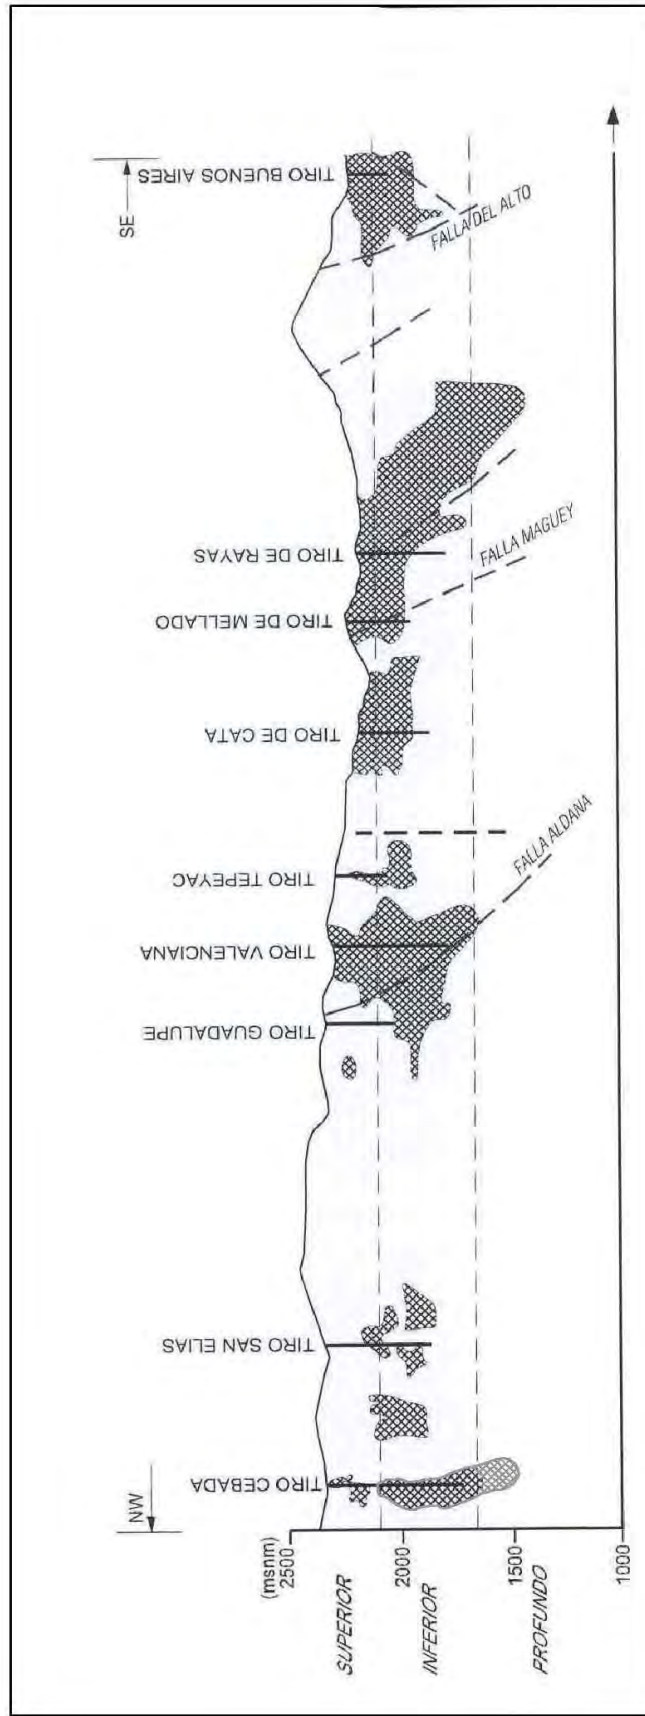 NW
SE
TIRO CEBADA
TIRO SAN ELIAS
TIRO GUADALUPE
TIRO VALENCIANA
TIRO TEPEYAC
TIRO DE CATA
TIRO DE MELLADO
TIRO DE RAYAS
TIRO BUENOS AIRES
(msnm)
2500
2000
1500
1000
SUPERIOR
INFERIOR
PROFUNDO
FALLA ALDANA
FALLA MAGUEY
FALLA DEL ALTO